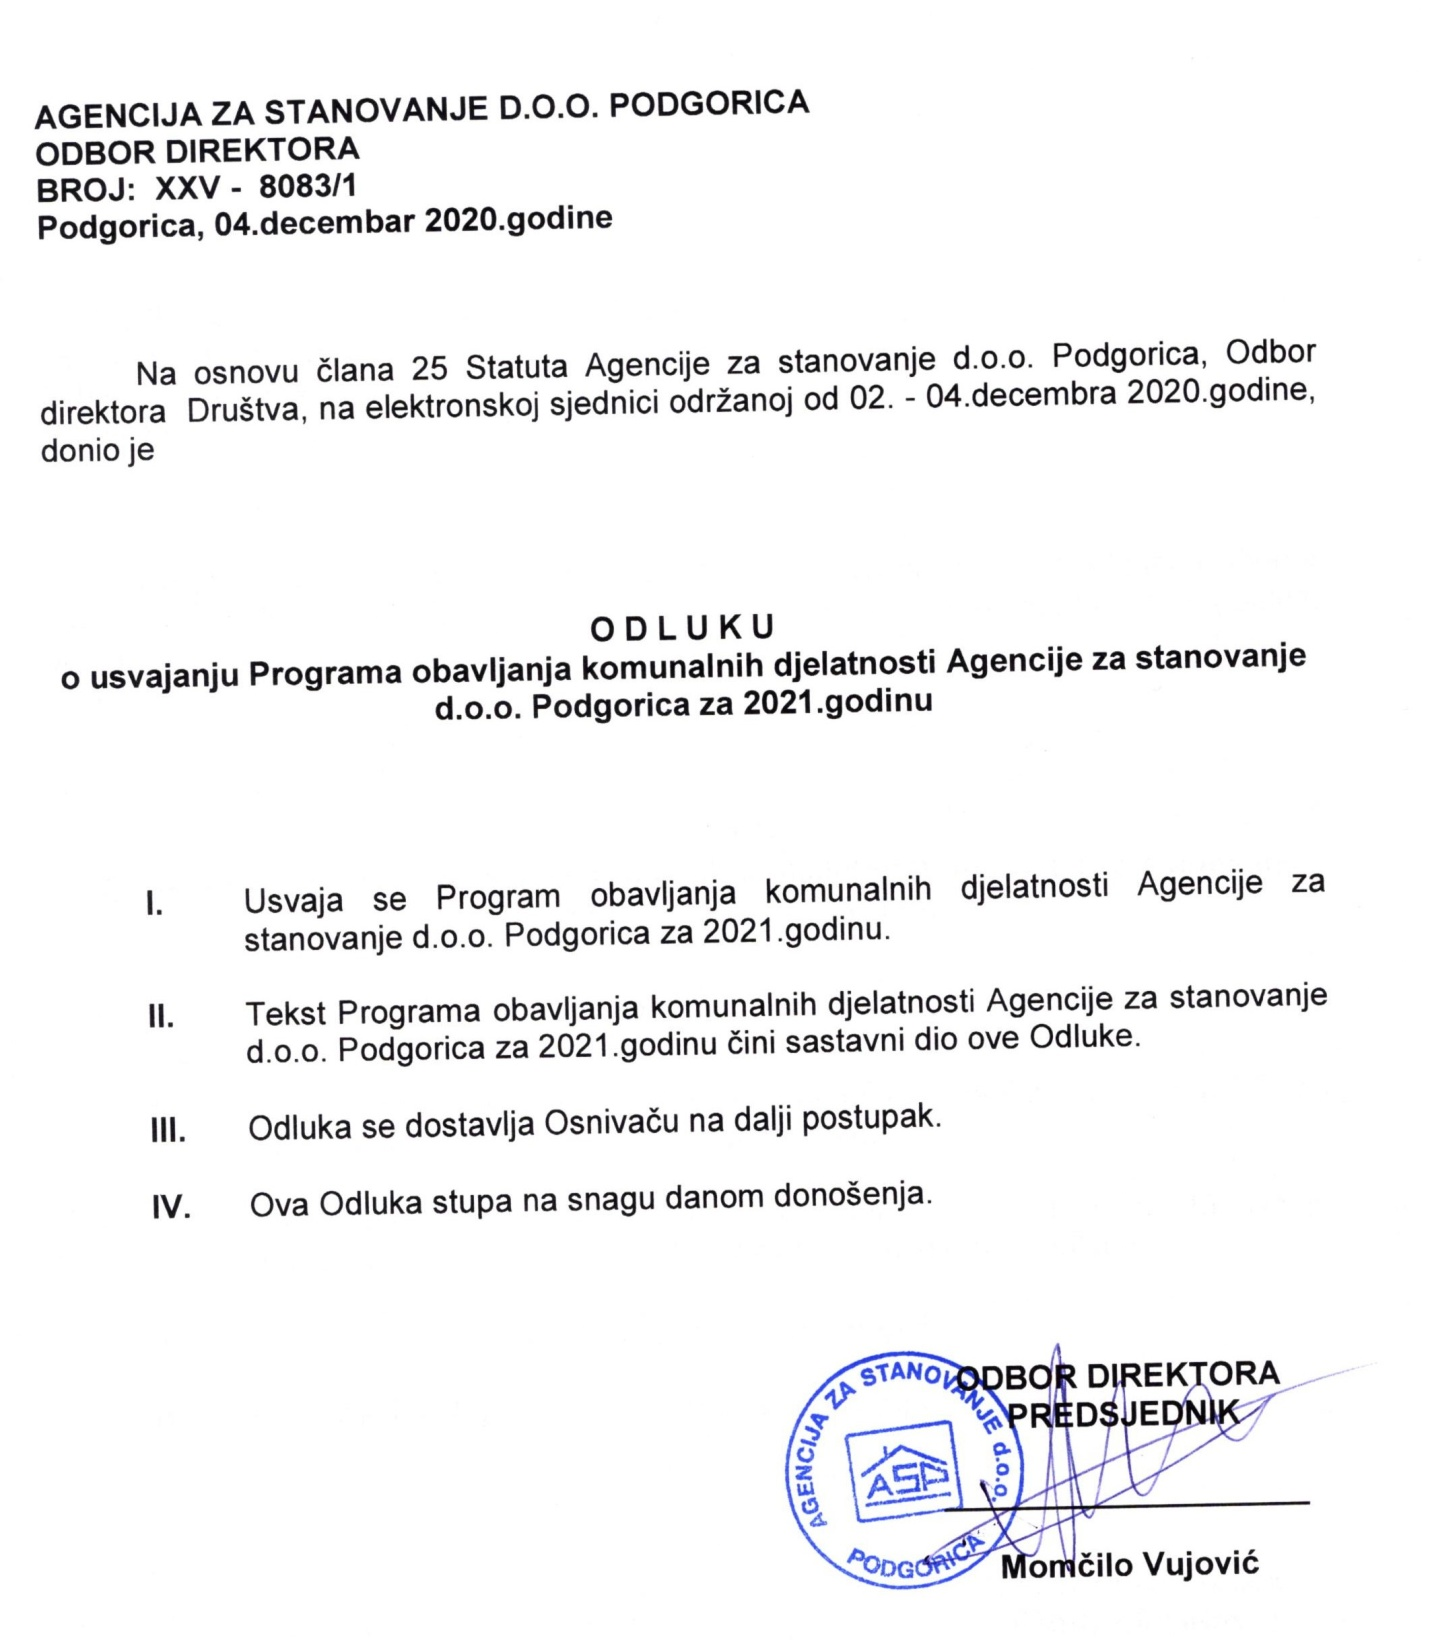 AGENCIJA ZA STANOVANJE D.O.O. PODGORICA
ODBOR DIREKTORA
BROJ: XXV - 8083/1
Podgorica, 04.decembar 2020.godine
Na osnovu člana 25 Statuta Agencije za stanovanje d.o.o. Podgorica, Odbor
direktora Društva, na elektronskoj sjednici održanoj od 02. - 04.decembra 2020.godine,
donio je
O D L U K U
o usvajanju Programa obavljanja komunalnih djelatnosti Agencije za stanovanje
d.o.o. Podgorica za 2021.godinu
I. Usvaja se Program obavljanja komunalnih djelatnosti Agencije za
stanovanje d.o.o. Podgorica za 2021.godinu.
II. Tekst Programa obavljanja komunalnih djelatnosti Agencije za stanovanje
d.o.o. Podgorica za 2021.godinu čini sastavni dio ove Odluke.
III. Odluka se dostavlja Osnivaču na dalji postupak.
IV. Ova Odluka stupa na snagu danom donošenja.
ODBOR DIREKTORA
PREDSJEDNIK
Momčilo Vujović
AGENCIJA ZA STANOVANJE d.o.o.
ASP
PODGORICA